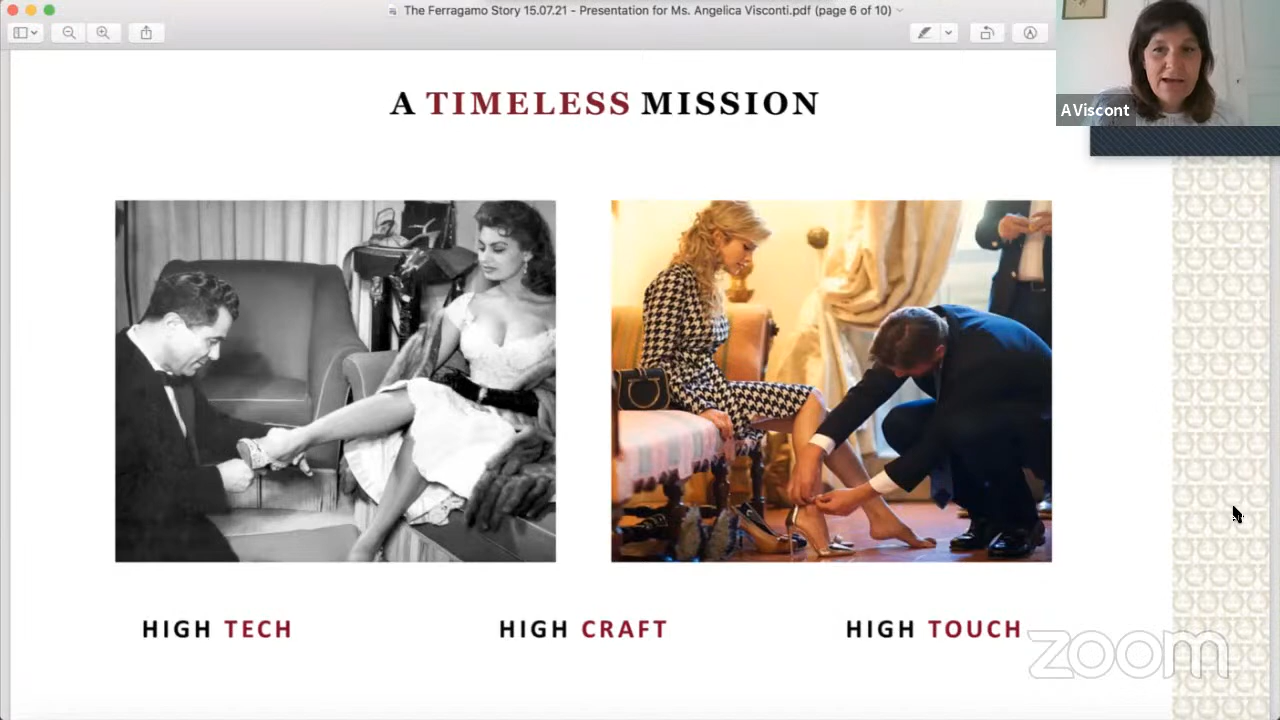 The Ferragamo Story 15.07.21 - Presentation for Ms. Angelica Visconti.pdf (page 6 of 10)
A Viscont
A TIMELESS MISSION
HIGH TECH
HIGH CRAFT
HIGH TOUCH
zoom